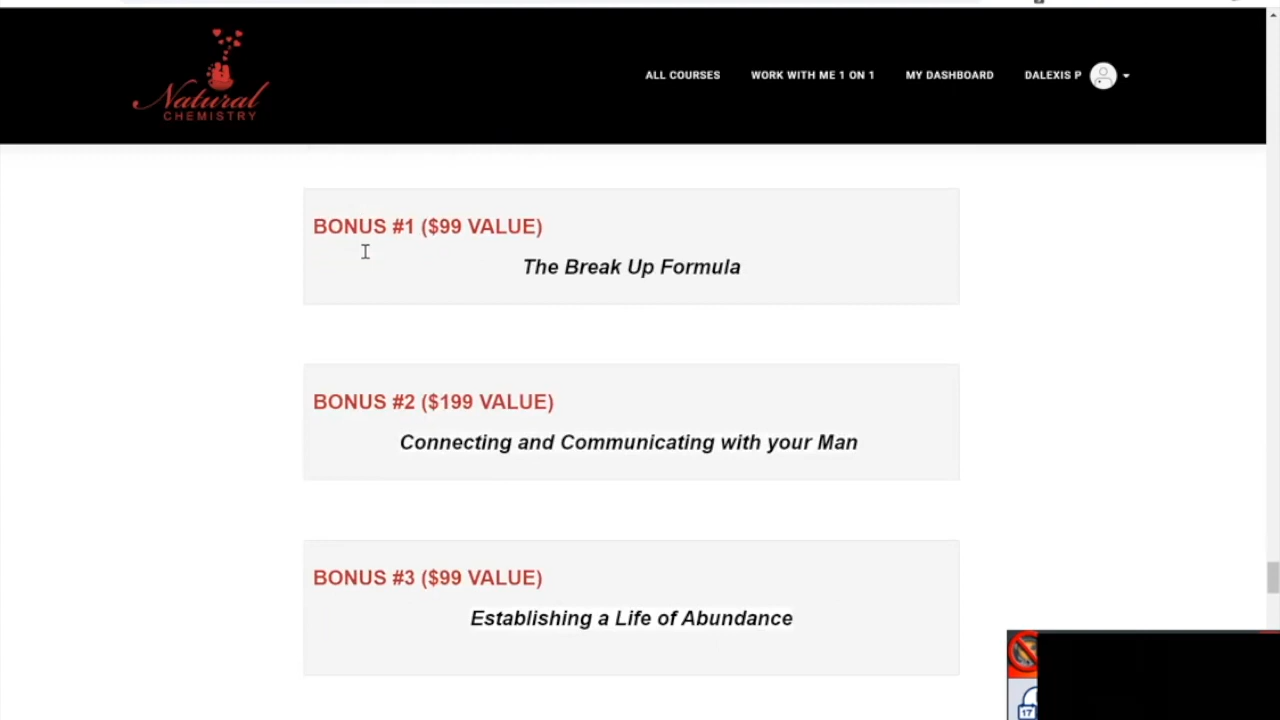 Natural
CHEMISTRY
ALL COURSES
WORK WITH ME 1 ON 1
MY DASHBOARD
DALEXIS P
BONUS #1 ($99 VALUE)
The Break Up Formula
BONUS #2 ($199 VALUE)
Connecting and Communicating with your Man
BONUS #3 ($99 VALUE)
Establishing a Life of Abundance
17